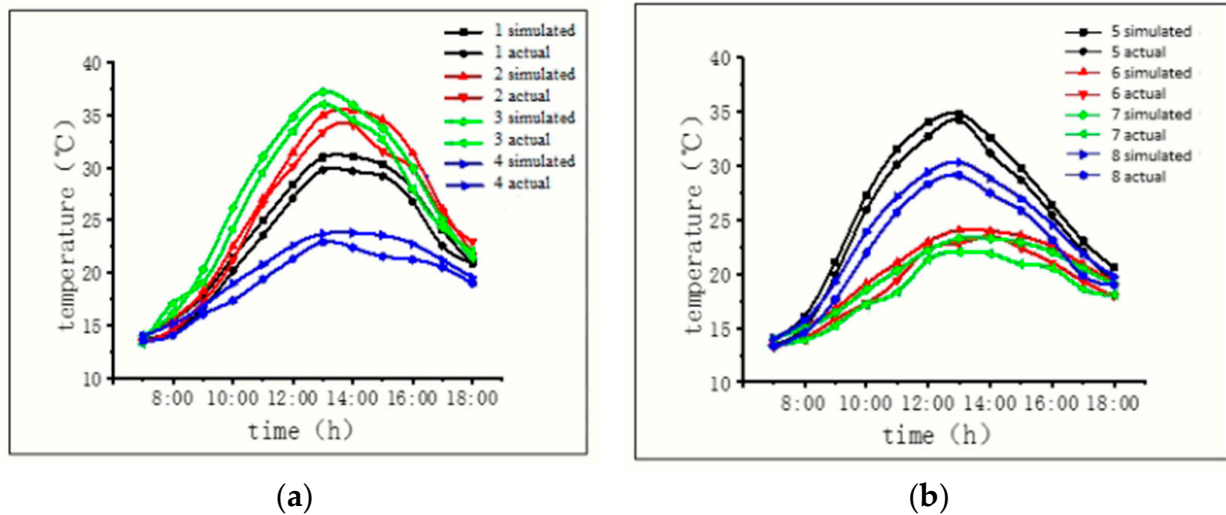 1 simulated
1 actual
2 simulated
2 actual
3 simulated
3 actual
4 simulated
4 actual
40
35
30
25
20
15
10
temperature (℃)
8:00 10:00 12:00 14:00 16:00 18:00
time (h)
(a)
5 simulated
5 actual
6 simulated
6 actual
7 simulated
7 actual
8 simulated
8 actual
40
35
30
25
20
15
10
temperature (℃)
8:00 10:00 12:00 14:00 16:00 18:00
time (h)
(b)